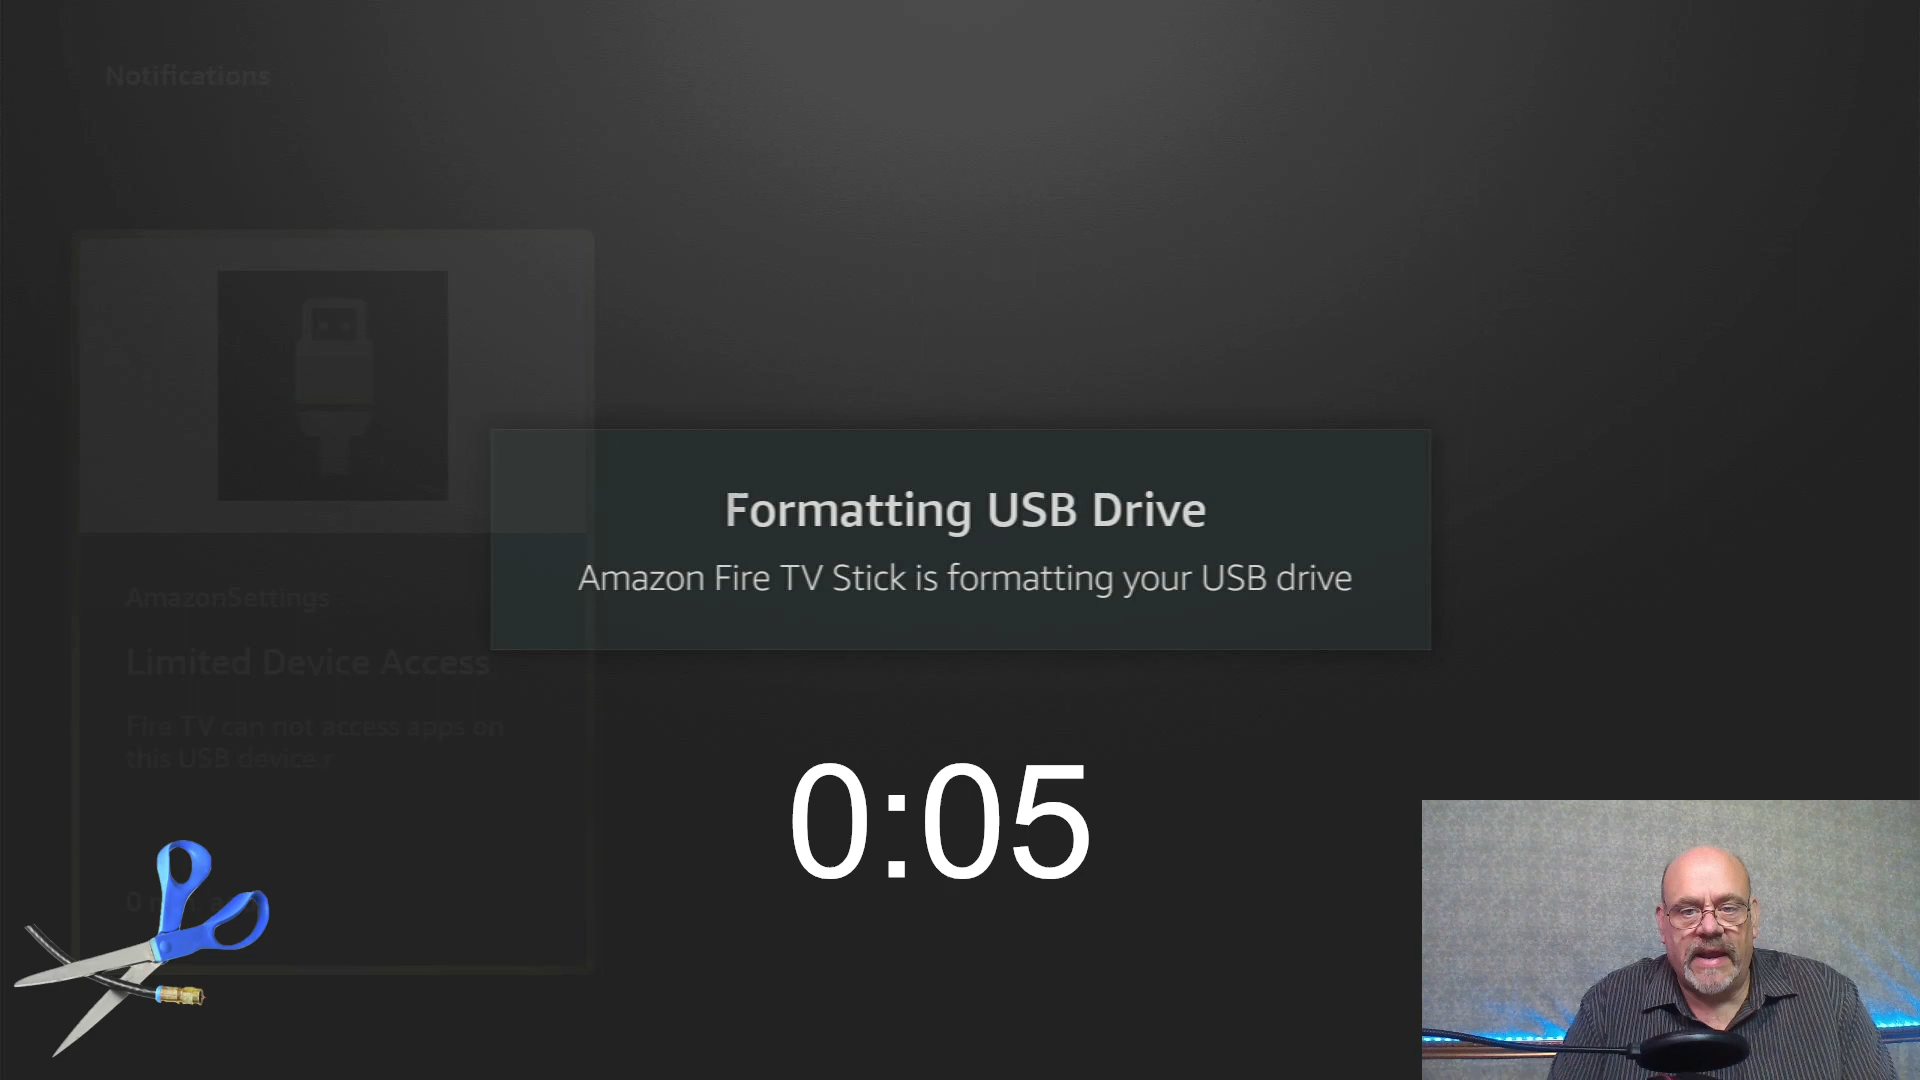 Notifications
Formatting USB Drive
Amazon Fire TV Stick is formatting your USB drive
AmazonSettings
Limited Device Access
Fire TV can not access apps on
this USB device.
0:05